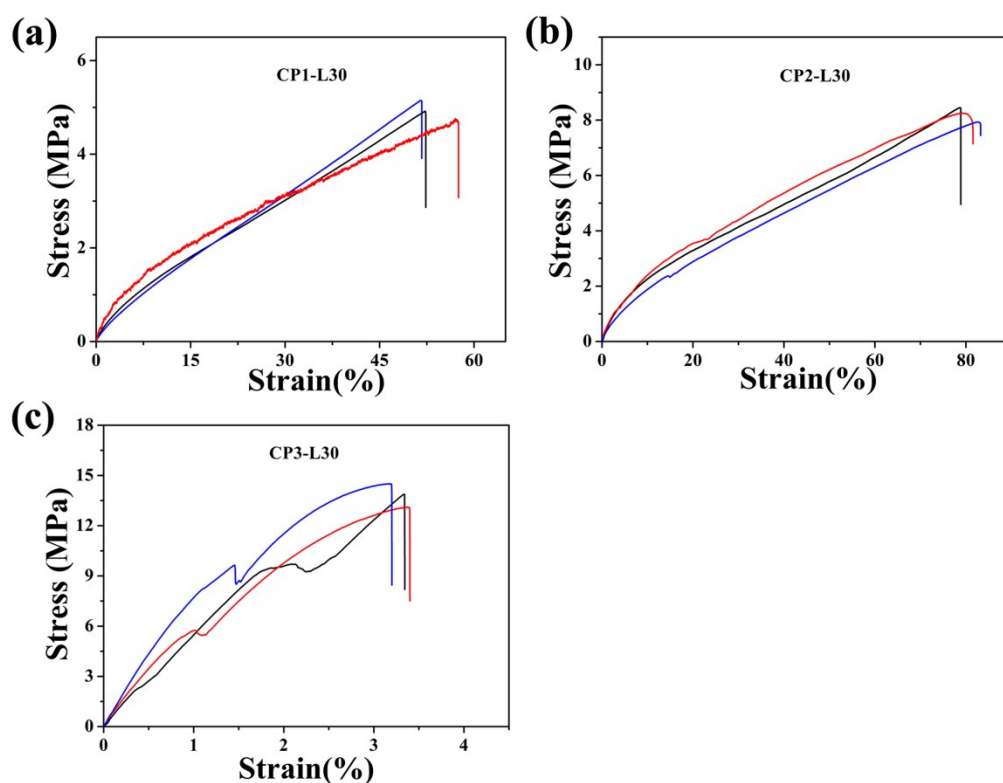 (a)
CP1-L30
Stress (MPa)
6
4
2
0
0 15 30 45 60
Strain(%)
(b)
CP2-L30
Stress (MPa)
10
8
6
4
2
0
0 20 40 60 80
Strain(%)
(c)
CP3-L30
Stress (MPa)
18
15
12
9
6
3
0
0 1 2 3 4
Strain(%)